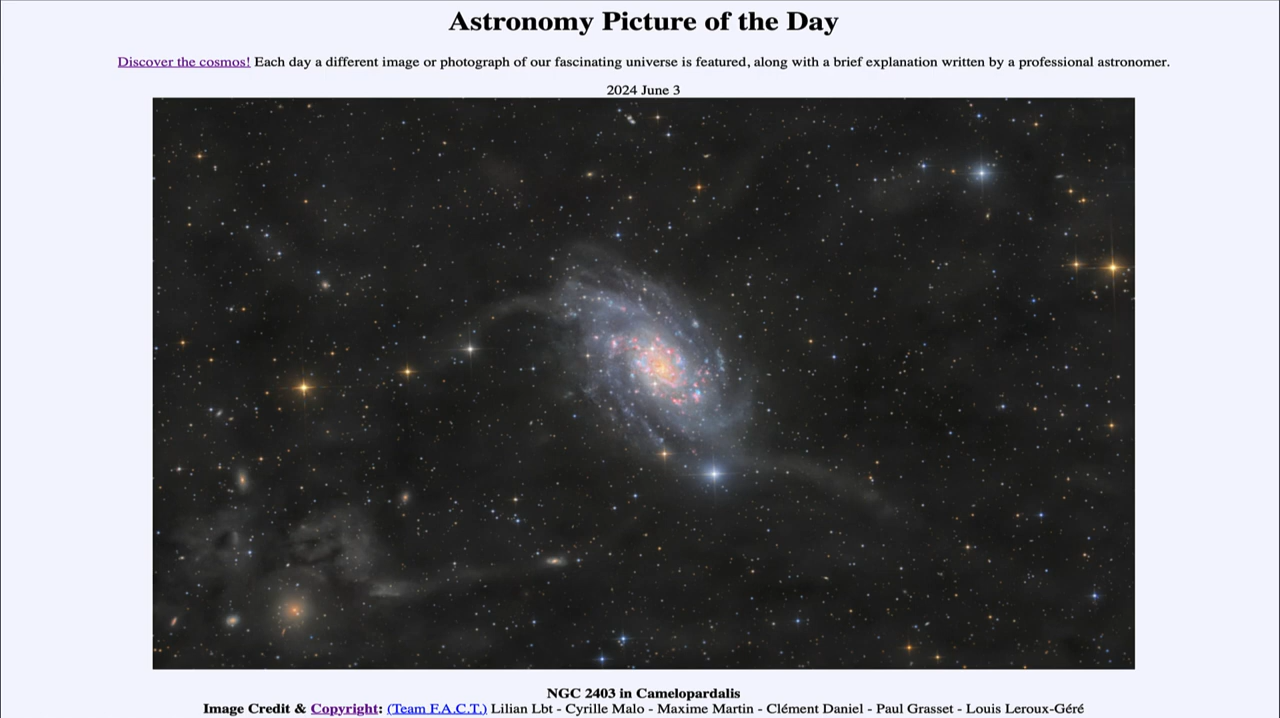 Astronomy Picture of the Day
Discover the cosmos! Each day a different image or photograph of our fascinating universe is featured, along with a brief explanation written by a professional astronomer.
2024 June 3
NGC 2403 in Camelopardalis
Image Credit & Copyright: (Team F.A.C.T.) Lilian Lbt - Cyrille Malo - Maxime Martin - Clément Daniel - Paul Grasset - Louis Leroux-Géré